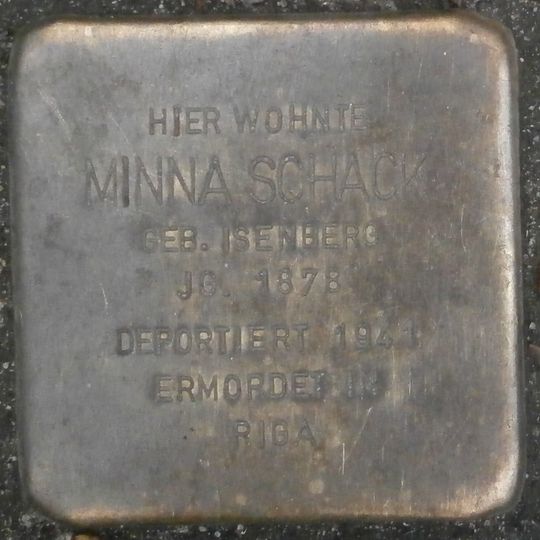 HIER WOHNTE
MINNA SCHACK
GEB. ISENBERG
JG. 1878
DEPORTIERT 1941
ERMORDET IN
RIGA